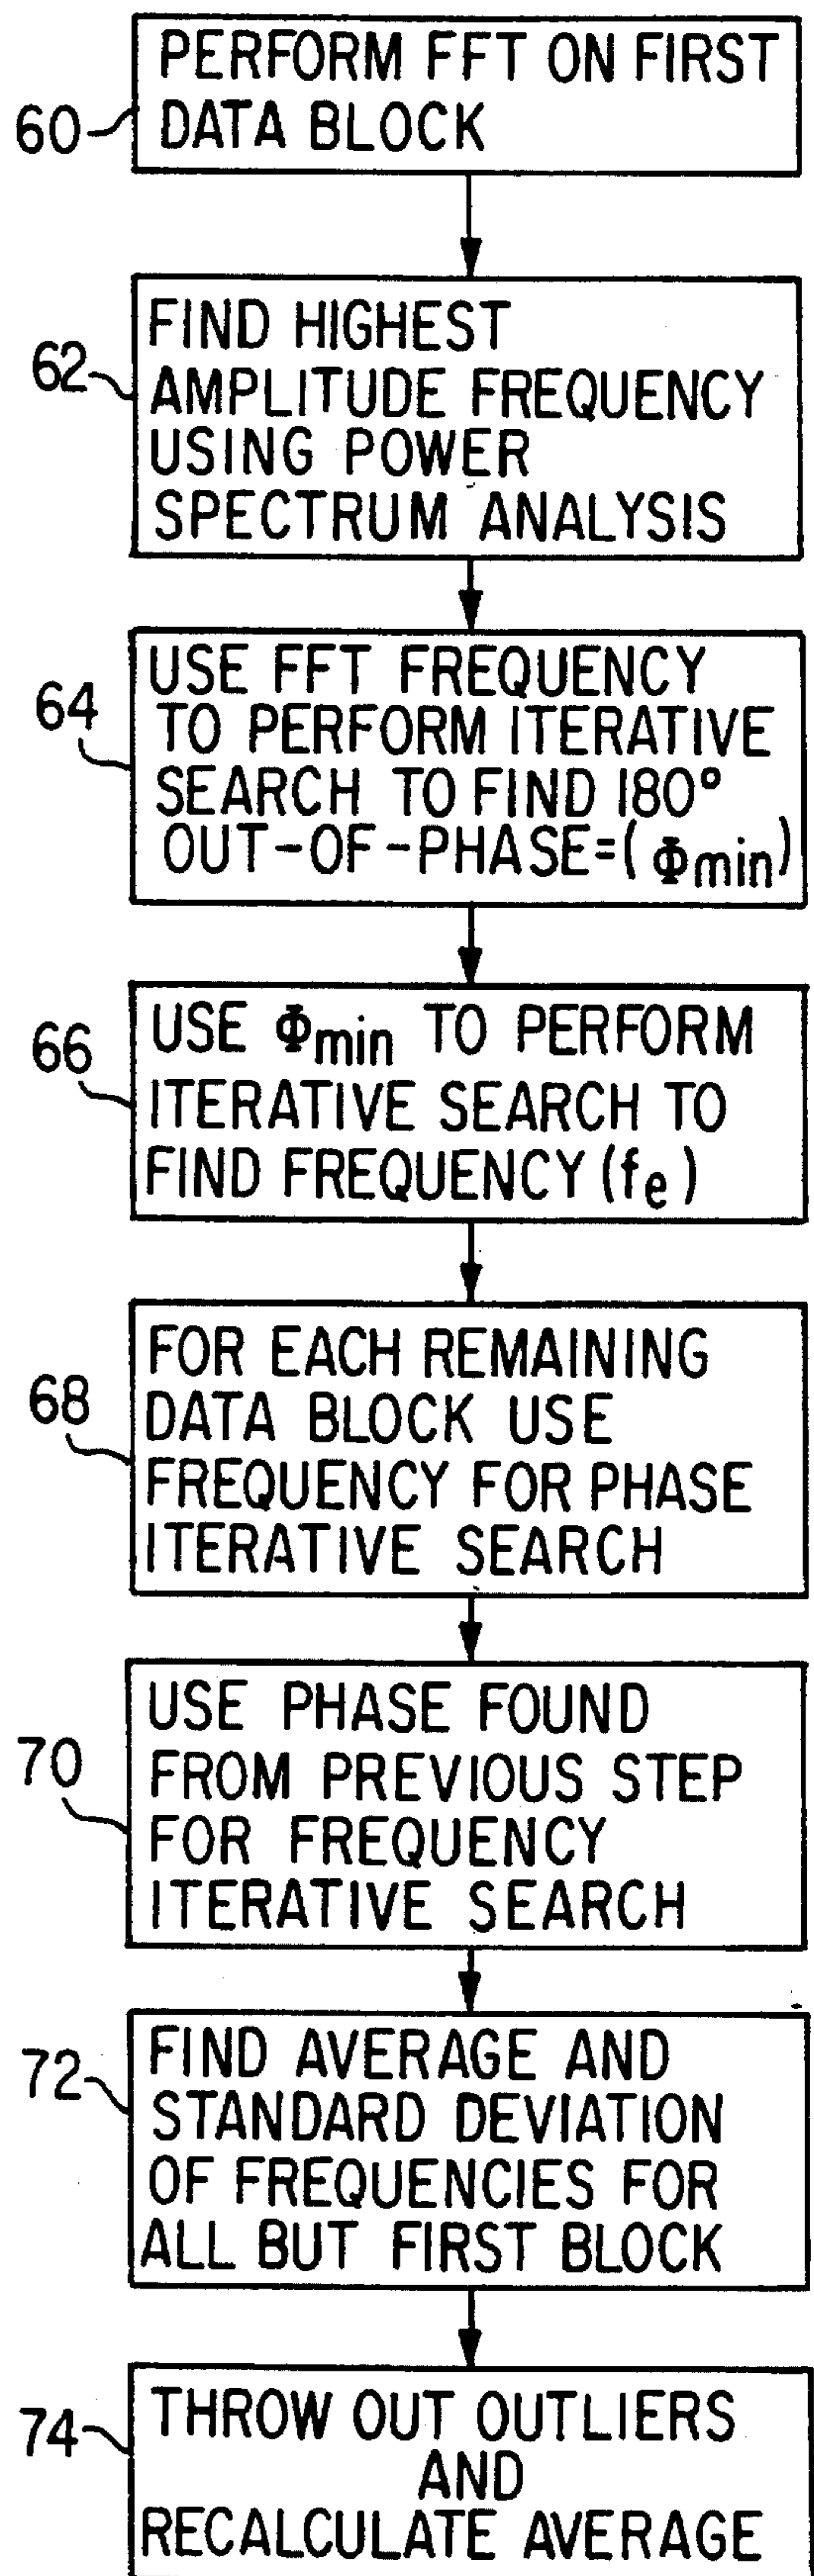 PERFORM FFT ON FIRST
60
DATA BLOCK
FIND HIGHEST
62
AMPLITUDE FREQUENCY
USING POWER
SPECTRUM ANALYSIS
USE FFT FREQUENCY
64
TO PERFORM ITERATIVE
SEARCH TO FIND 180°
OUT-OF-PHASE=(Φmin)
USE Φmin TO PERFORM
66
ITERATIVE SEARCH TO
FIND FREQUENCY (fe)
FOR EACH REMAINING
68
DATA BLOCK USE
FREQUENCY FOR PHASE
ITERATIVE SEARCH
USE PHASE FOUND
70
FROM PREVIOUS STEP
FOR FREQUENCY
ITERATIVE SEARCH
FIND AVERAGE AND
72
STANDARD DEVIATION
OF FREQUENCIES FOR
ALL BUT FIRST BLOCK
THROW OUT OUTLIERS
74
AND
RECALCULATE AVERAGE